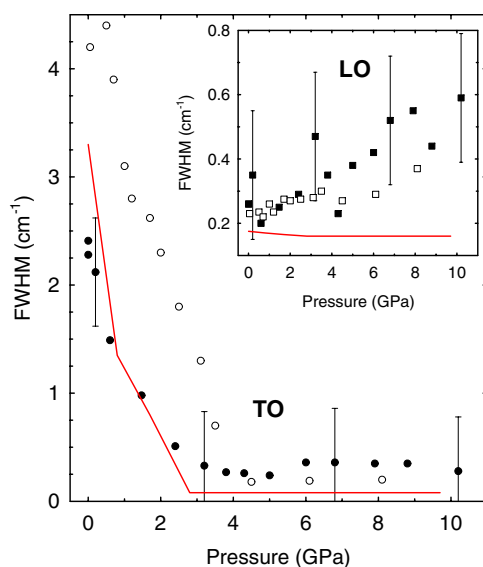 4
3
2
1
0
FWHM (cm⁻¹)
0 2 4 6 8 10
Pressure (GPa)
TO
0.8
0.6
0.4
0.2
FWHM (cm⁻¹)
LO
0 2 4 6 8 10
Pressure (GPa)